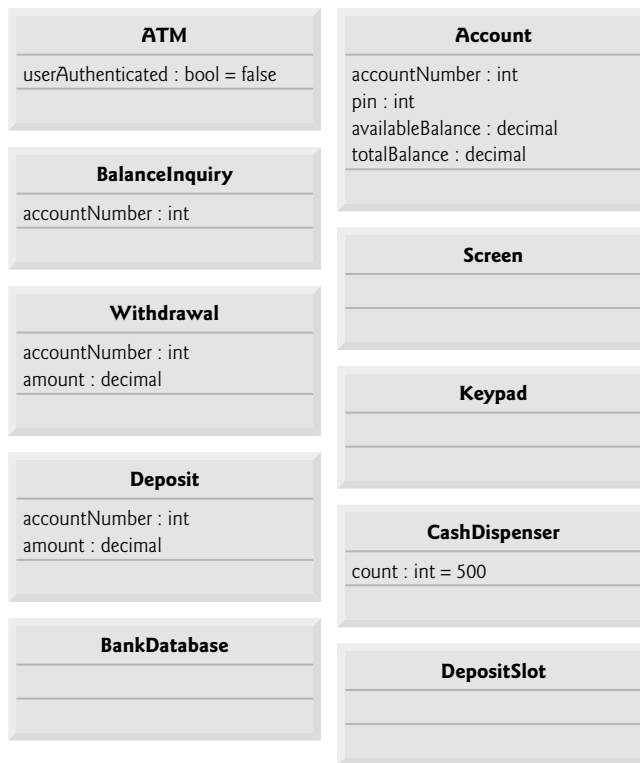 ATM
userAuthenticated : bool = false
BalanceInquiry
accountNumber : int
Withdrawal
accountNumber : int
amount : decimal
Deposit
accountNumber : int
amount : decimal
BankDatabase
Account
accountNumber : int
pin : int
availableBalance : decimal
totalBalance : decimal
Screen
Keypad
CashDispenser
count : int = 500
DepositSlot